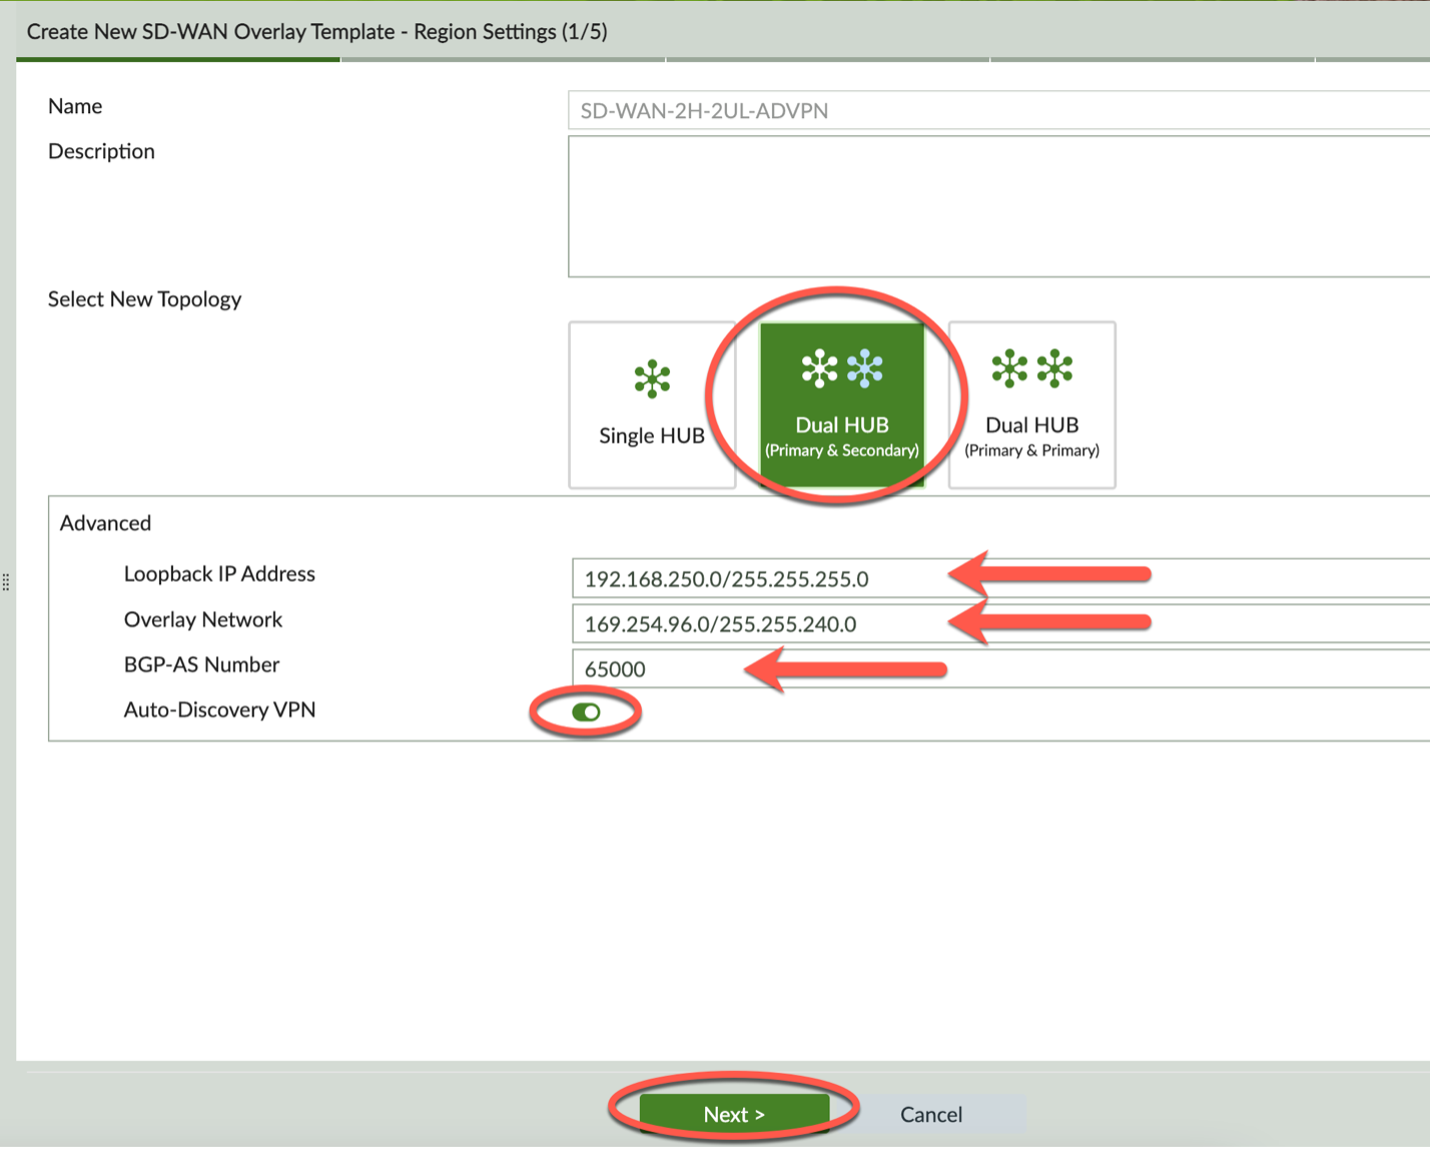 Create New SD-WAN Overlay Template - Region Settings (1/5)
Name
SD-WAN-2H-2UL-ADVPN
Description
Select New Topology
Single HUB
Dual HUB
(Primary & Secondary)
Dual HUB
(Primary & Primary)
Advanced
Loopback IP Address
192.168.250.0/255.255.255.0
Overlay Network
169.254.96.0/255.255.240.0
BGP-AS Number
65000
Auto-Discovery VPN
Next >
Cancel